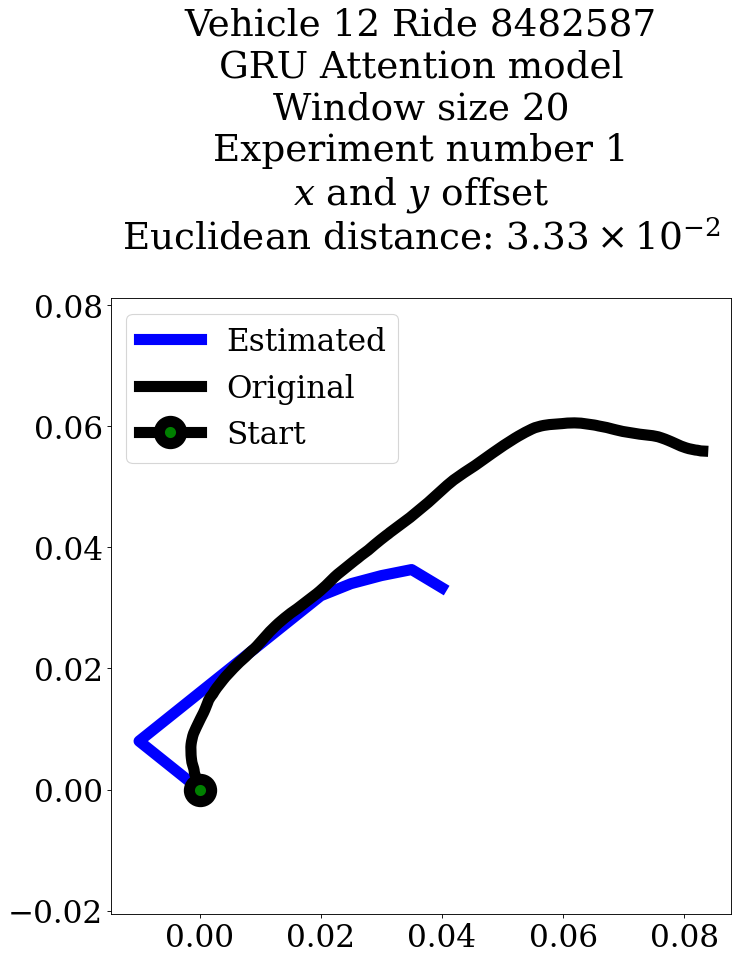 Vehicle 12 Ride 8482587
GRU Attention model
Window size 20
Experiment number 1
x and y offset
Euclidean distance: 3.33 × 10⁻²
0.08
0.06
0.04
0.02
0.00
−0.02
Estimated
Original
Start
0.00 0.02 0.04 0.06 0.08